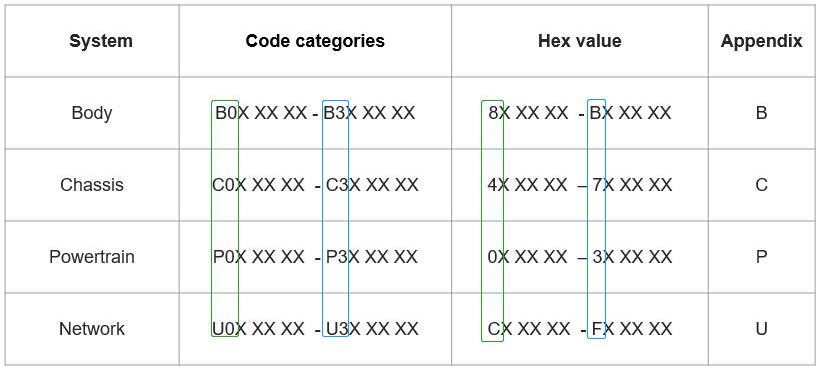 System Code categories Hex value Appendix
Body B0X XX XX - B3X XX XX 8X XX XX - BX XX XX B
Chassis C0X XX XX - C3X XX XX 4X XX XX – 7X XX XX C
Powertrain P0X XX XX - P3X XX XX 0X XX XX – 3X XX XX P
Network U0X XX XX - U3X XX XX CX XX XX - FX XX XX U